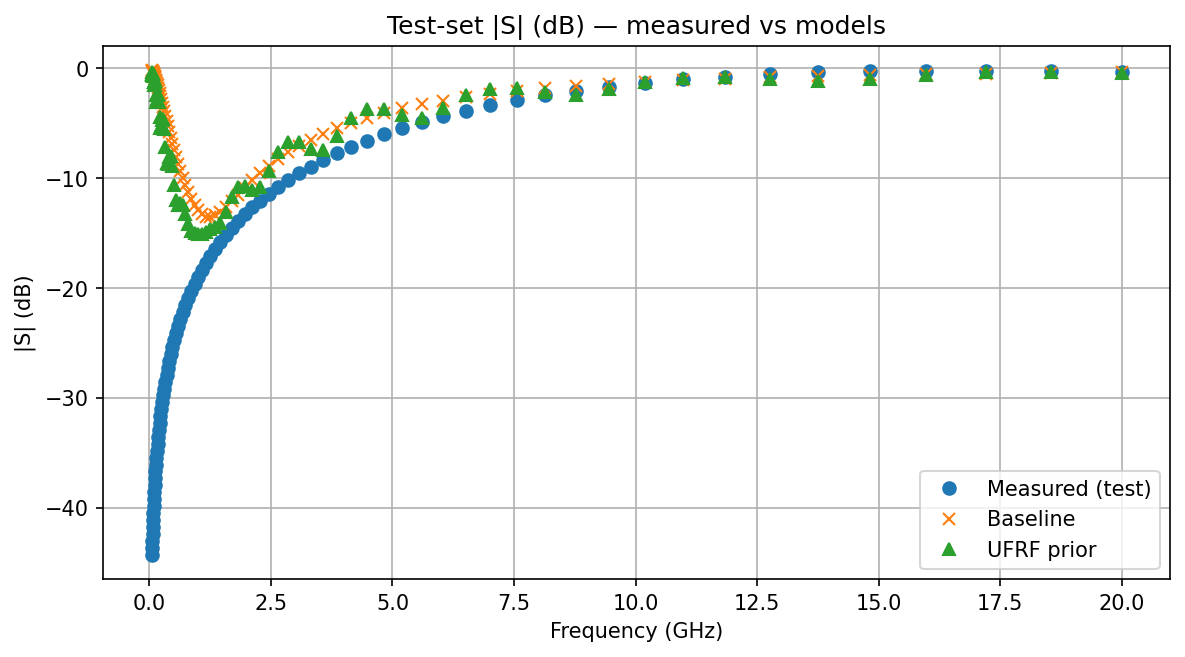 Test-set |S| (dB) — measured vs models
|S| (dB)
0
−10
−20
−30
−40
0.0 2.5 5.0 7.5 10.0 12.5 15.0 17.5 20.0
Frequency (GHz)
Measured (test)
Baseline
UFRF prior